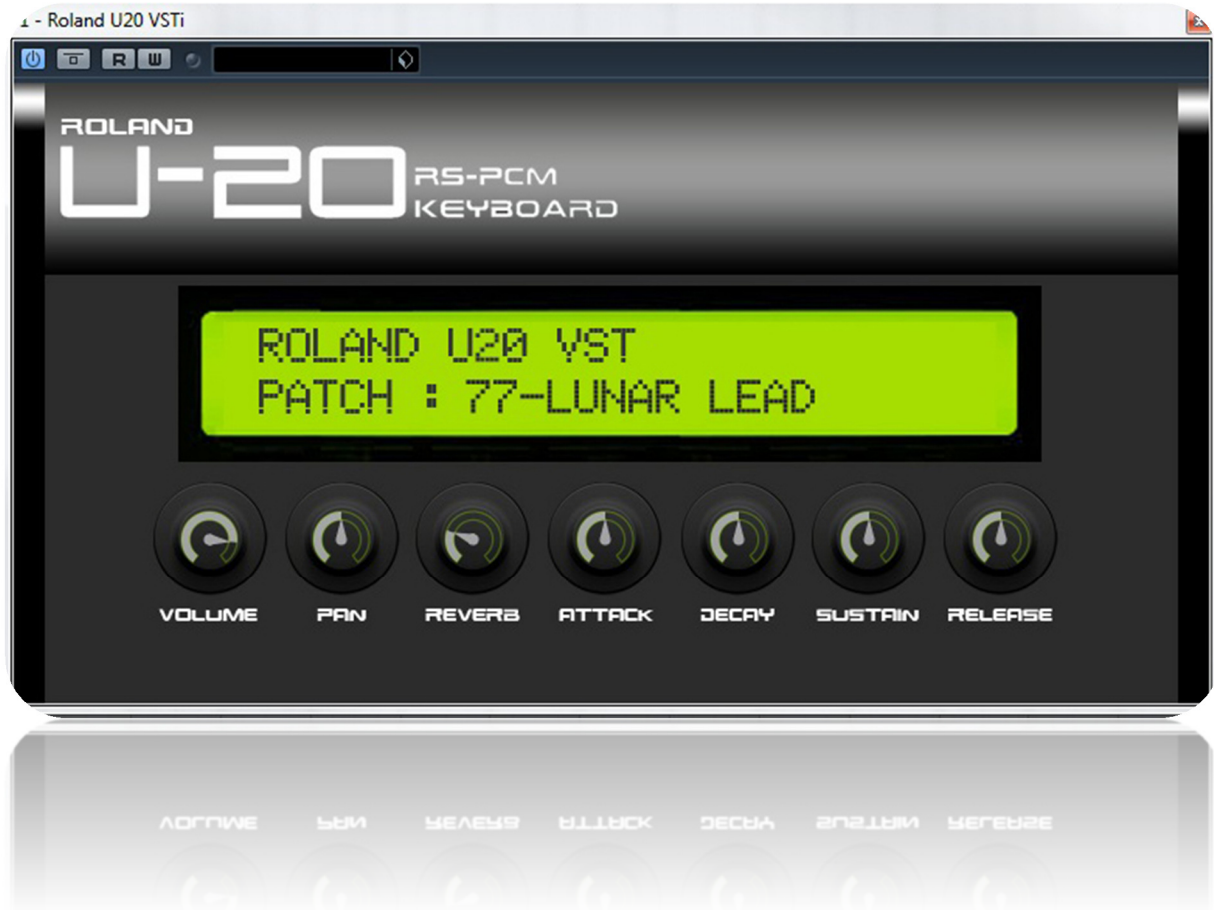 1 - Roland U20 VSTi
R W
ROLAND
U-20 RS-PCM
KEYBOARD
ROLAND U20 VST
PATCH : 77-LUNAR LEAD
VOLUME PAN REVERB ATTACK DECAY SUSTAIN RELEASE